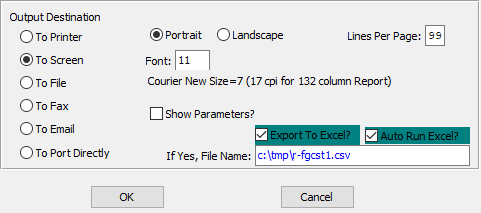 Output Destination
To Printer
To Screen
To File
To Fax
To Email
To Port Directly
Portrait Landscape Lines Per Page: 99
Font: 11
Courier New Size=7 (17 cpi for 132 column Report)
Show Parameters?
Export To Excel? Auto Run Excel?
If Yes, File Name: c:\tmp\r-fgcst1.csv
OK Cancel